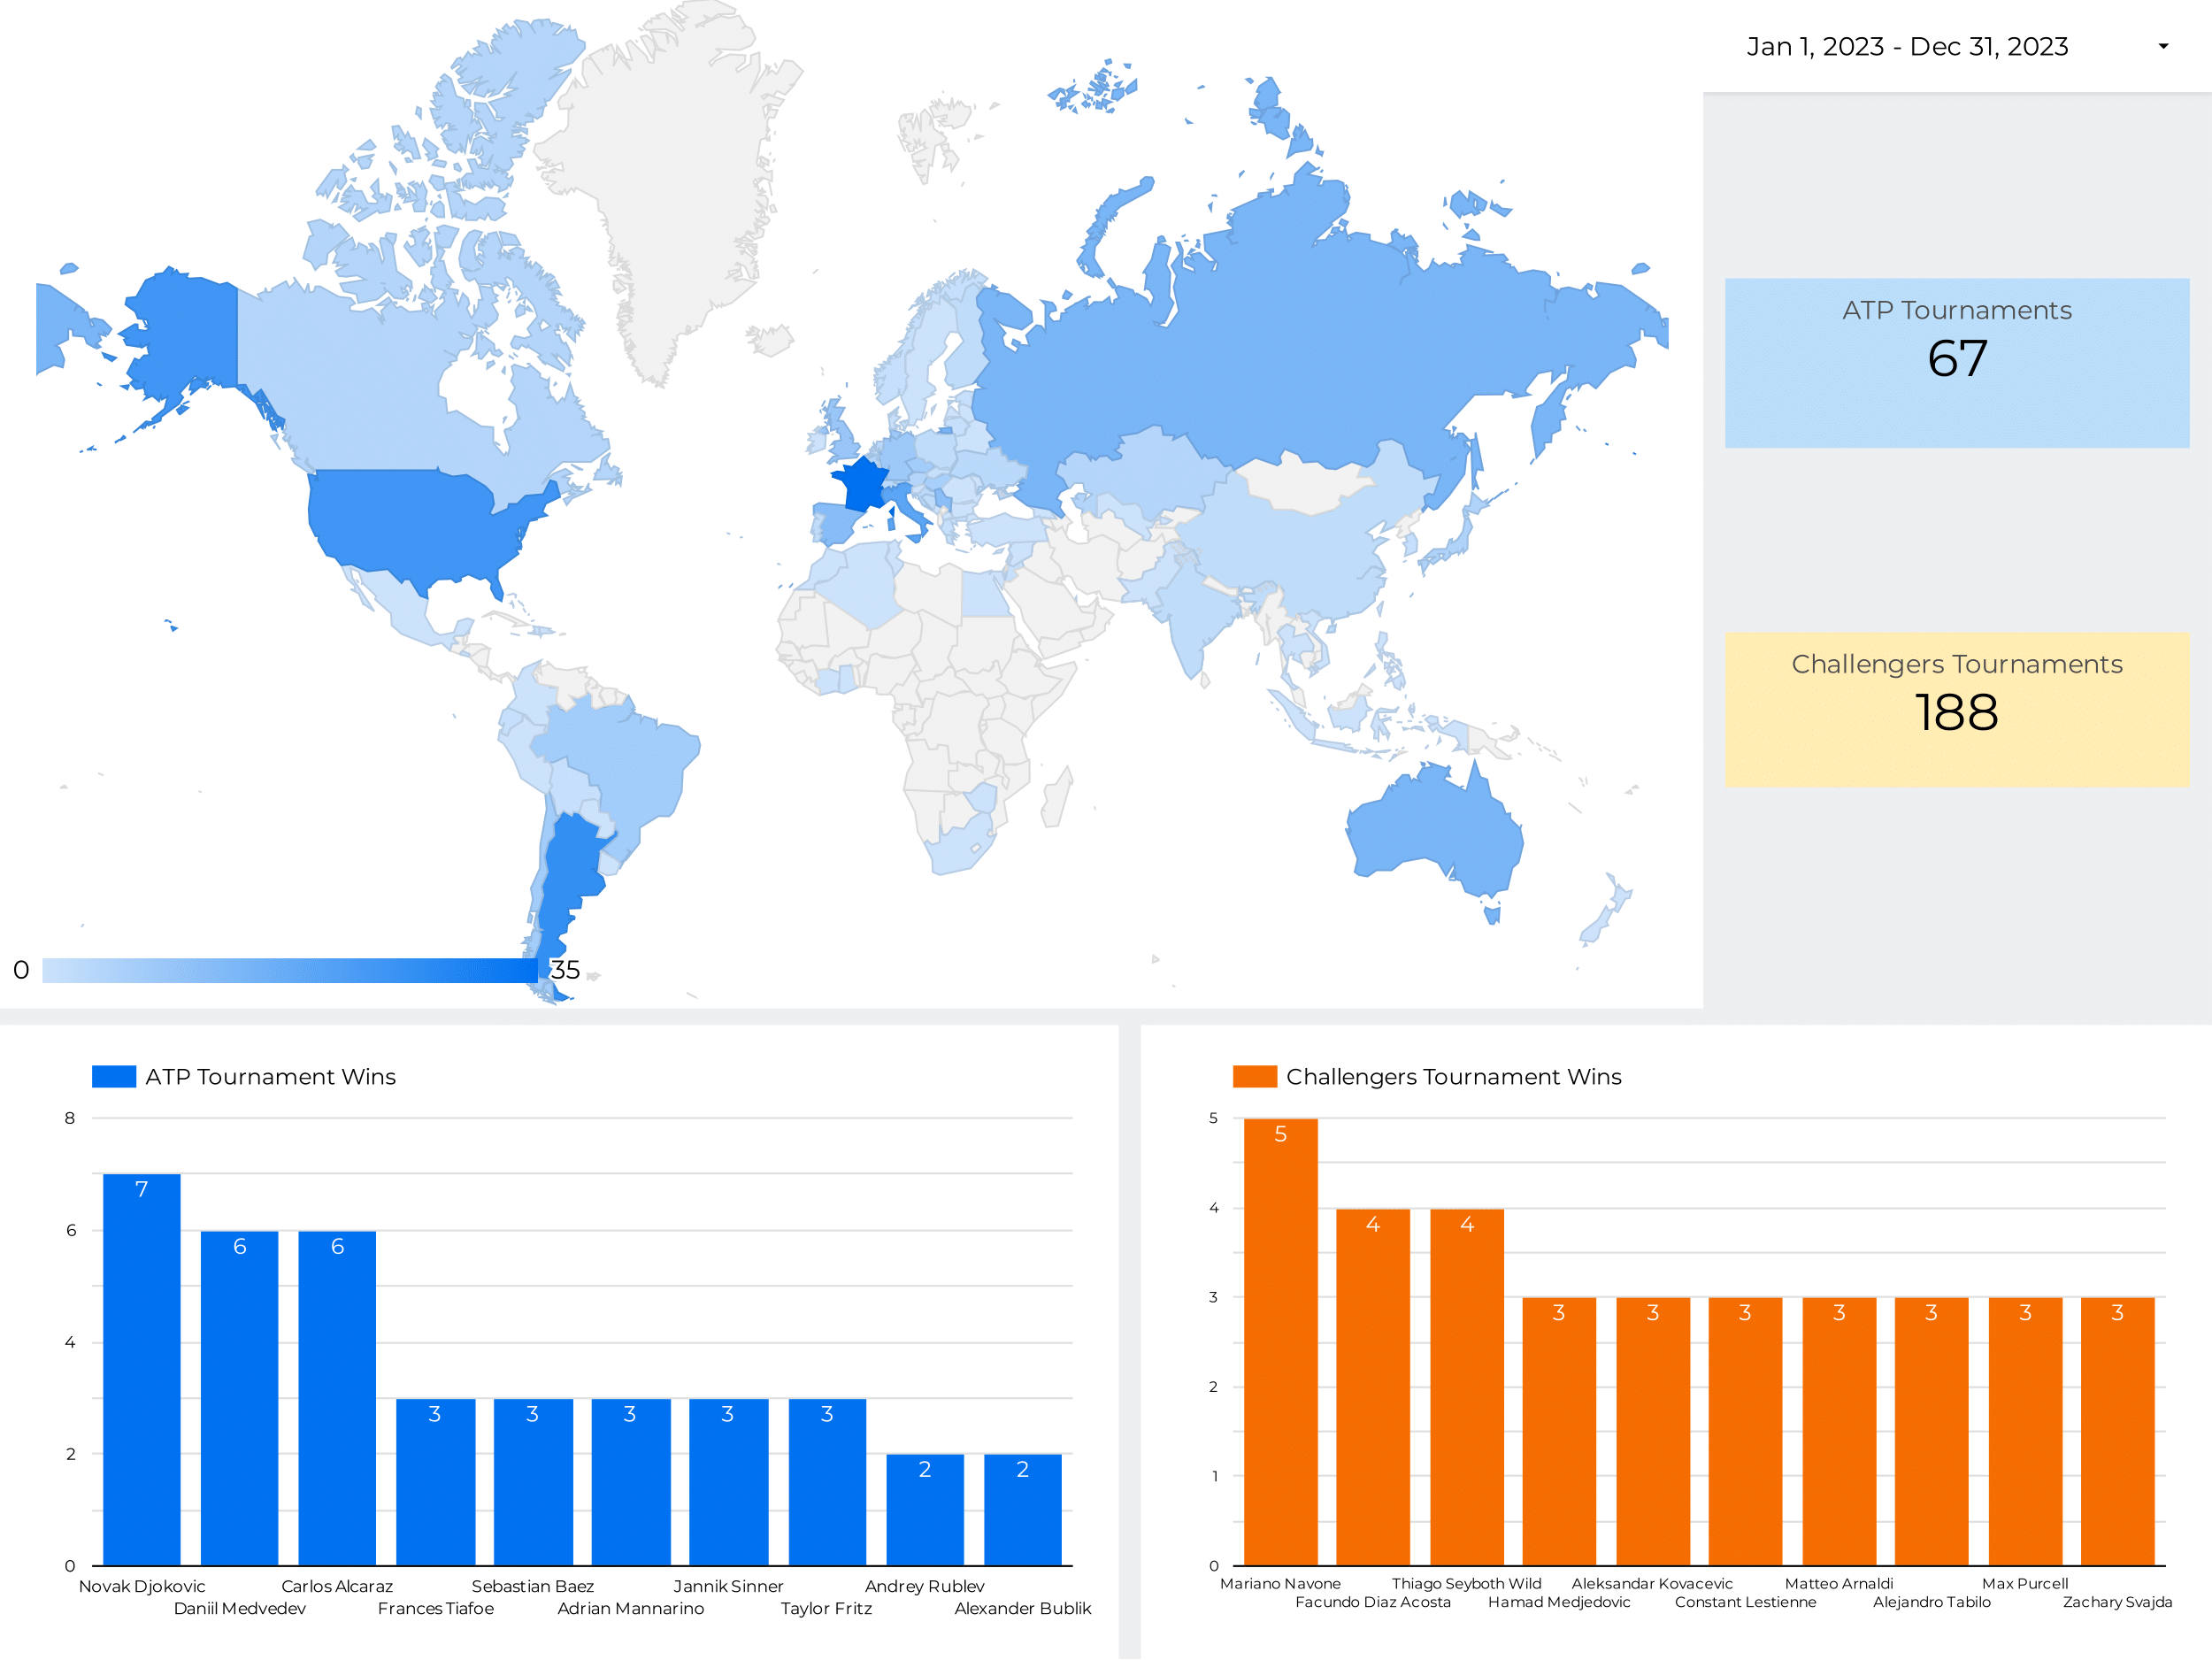 Jan 1, 2023 - Dec 31, 2023
ATP Tournaments
67
Challengers Tournaments
188
0
35
ATP Tournament Wins
8
6
4
2
0
7
6
6
3
3
3
3
3
2
2
Novak Djokovic
Daniil Medvedev
Carlos Alcaraz
Frances Tiafoe
Sebastian Baez
Adrian Mannarino
Jannik Sinner
Taylor Fritz
Andrey Rublev
Alexander Bublik
Challengers Tournament Wins
5
4
3
2
1
0
5
4
4
3
3
3
3
3
3
3
Mariano Navone
Facundo Diaz Acosta
Thiago Seyboth Wild
Hamad Medjedovic
Aleksandar Kovacevic
Constant Lestienne
Matteo Arnaldi
Alejandro Tabilo
Max Purcell
Zachary Svajda